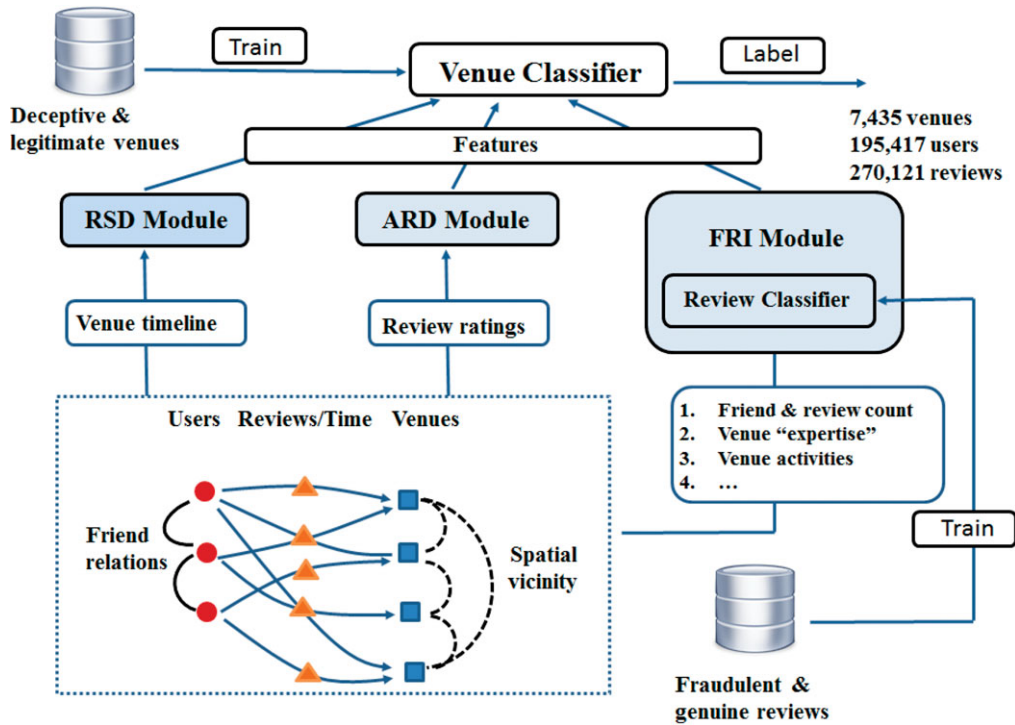 Train
Venue Classifier
Label
Deceptive &
legitimate venues
7,435 venues
195,417 users
270,121 reviews
Features
RSD Module
ARD Module
FRI Module
Review Classifier
Venue timeline
Review ratings
Users Reviews/Time Venues
1. Friend & review count
2. Venue “expertise”
3. Venue activities
4. …
Friend
relations
Spatial
vicinity
Train
Fraudulent &
genuine reviews